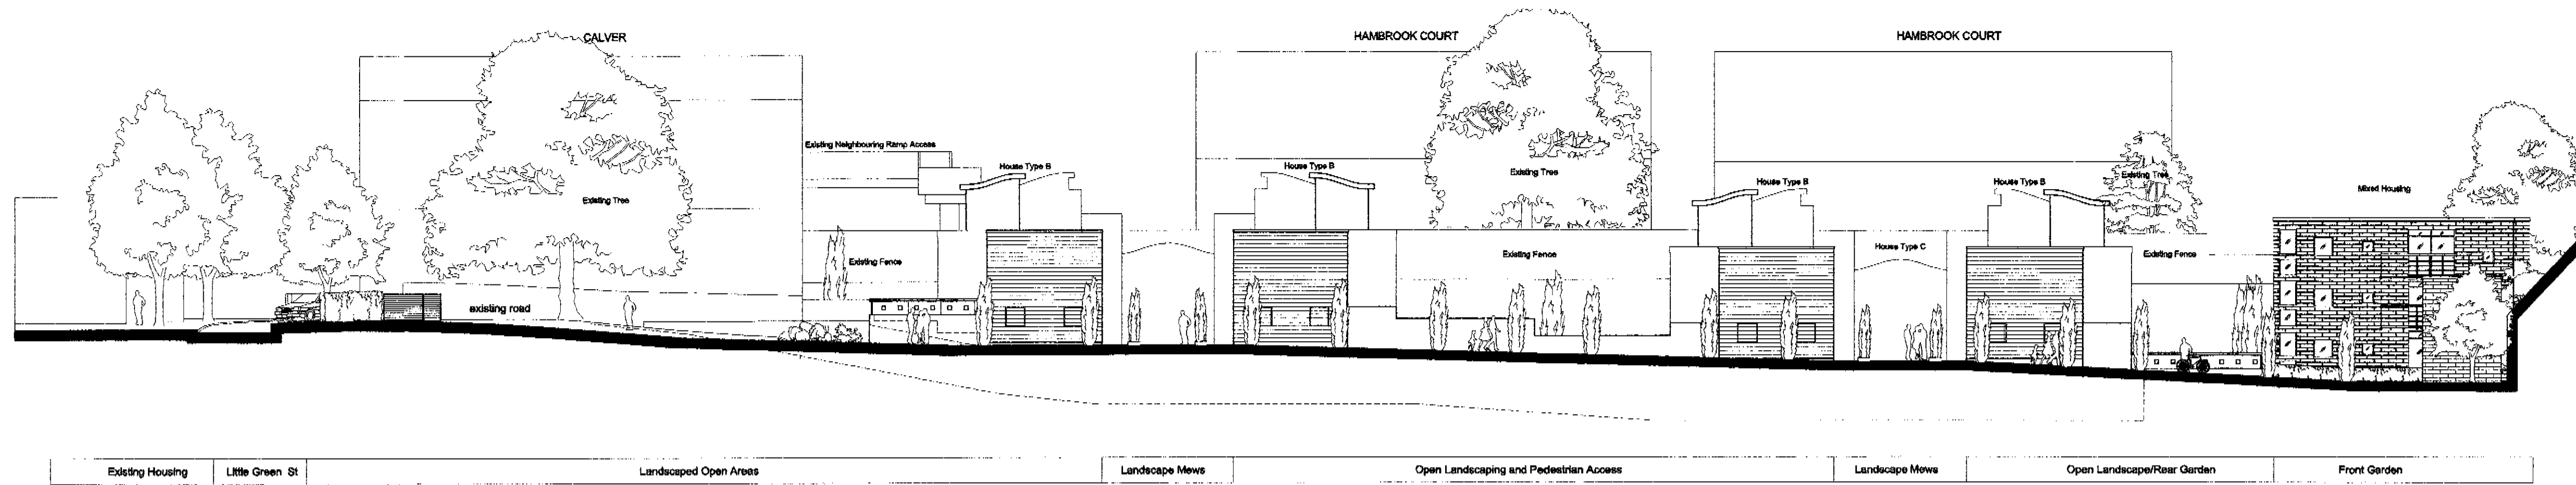 CALVER
HAMBROOK COURT
HAMBROOK COURT
Existing Neighbouring Ramp Access
House Type B
House Type B
Existing Tree
House Type B
House Type B
Existing Tree
Mixed Housing
Existing Tree
House Type C
Existing Fence
Existing Fence
Existing Fence
existing road
Existing Housing
Little Green St
Landscaped Open Areas
Landscape Mews
Open Landscaping and Pedestrian Access
Landscape Mews
Open Landscape/Rear Garden
Front Garden